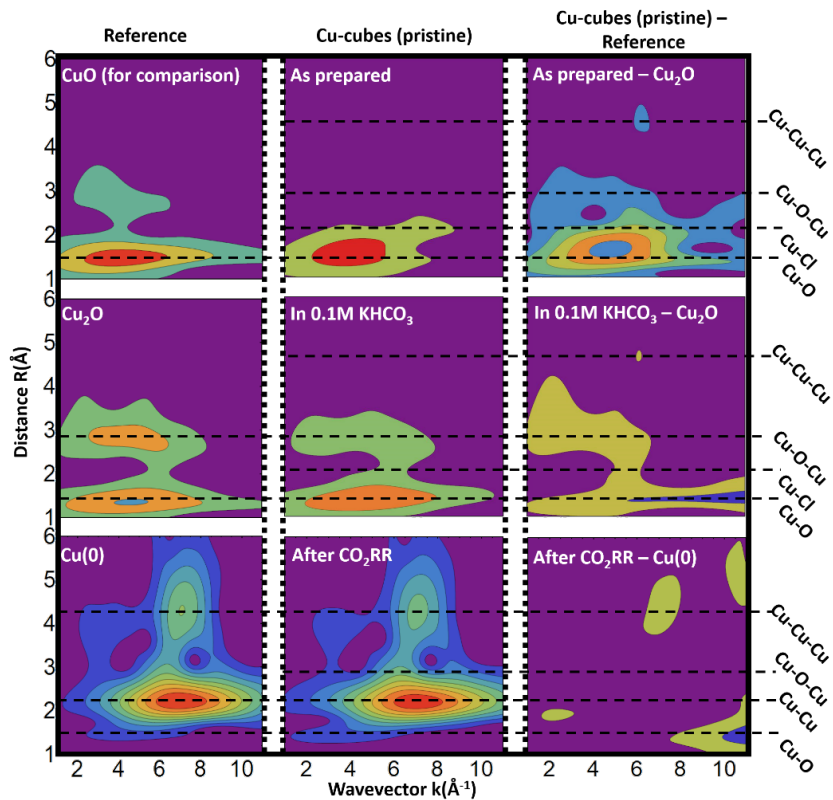 Reference
Cu-cubes (pristine)
Cu-cubes (pristine) –
Reference
6
CuO (for comparison)
As prepared
As prepared – Cu₂O
5
4
3
2
1
Cu-Cu-Cu
Cu-O-Cu
Cu-Cl
Cu-O
6
Cu₂O
In 0.1M KHCO₃
In 0.1M KHCO₃ – Cu₂O
5
4
3
2
1
Distance R(Å)
Cu-Cu-Cu
Cu-O-Cu
Cu-Cl
Cu-O
6
Cu(0)
After CO₂RR
After CO₂RR – Cu(0)
5
4
3
2
1
Cu-Cu-Cu
Cu-O-Cu
Cu-Cu
Cu-O
2 4 6 8 10 2 4 6 8 10 2 4 6 8 10
Wavevector k(Å⁻¹)